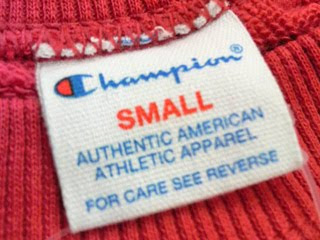 Champion®
SMALL
AUTHENTIC AMERICAN
ATHLETIC APPAREL
FOR CARE SEE REVERSE